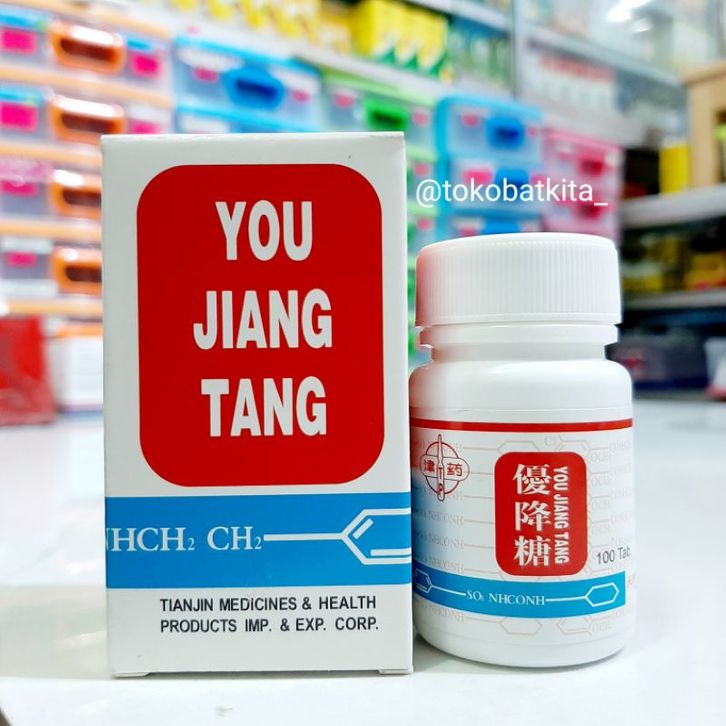 @tokobatkita_
YOU
JIANG
TANG
NHCH₂ CH₂
TIANJIN MEDICINES & HEALTH
PRODUCTS IMP. & EXP. CORP.
津 TP 药
優降糖
YOU JIANG TANG
100 Tab
SO₂ NHCONH